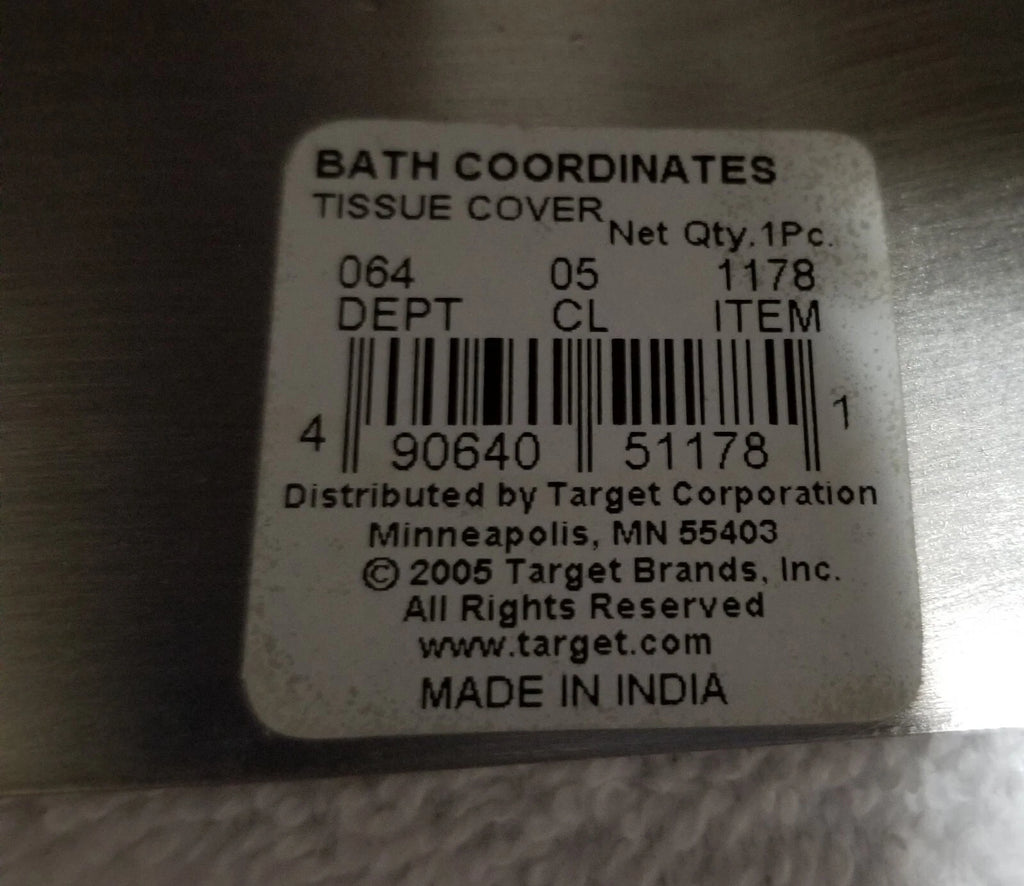 BATH COORDINATES
TISSUE COVER
Net Qty.1Pc.
064 05 1178
DEPT CL ITEM
4 90640 51178 1
Distributed by Target Corporation
Minneapolis, MN 55403
© 2005 Target Brands, Inc.
All Rights Reserved
www.target.com
MADE IN INDIA